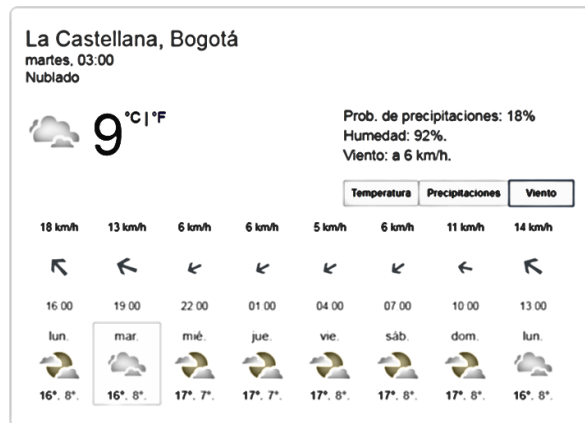 La Castellana, Bogotá
martes, 03:00
Nublado
9 °C | °F
Prob. de precipitaciones: 18%
Humedad: 92%.
Viento: a 6 km/h.
Temperatura Precipitaciones Viento
18 km/h 13 km/h 6 km/h 6 km/h 5 km/h 6 km/h 11 km/h 14 km/h
16:00 19:00 22:00 01:00 04:00 07:00 10:00 13:00
lun. mar. mié. jue. vie. sáb. dom. lun.
16°. 8°. 16°. 8°. 17°. 7°. 17°. 7°. 17°. 8°. 17°. 8°. 17°. 8°. 16°. 8°.